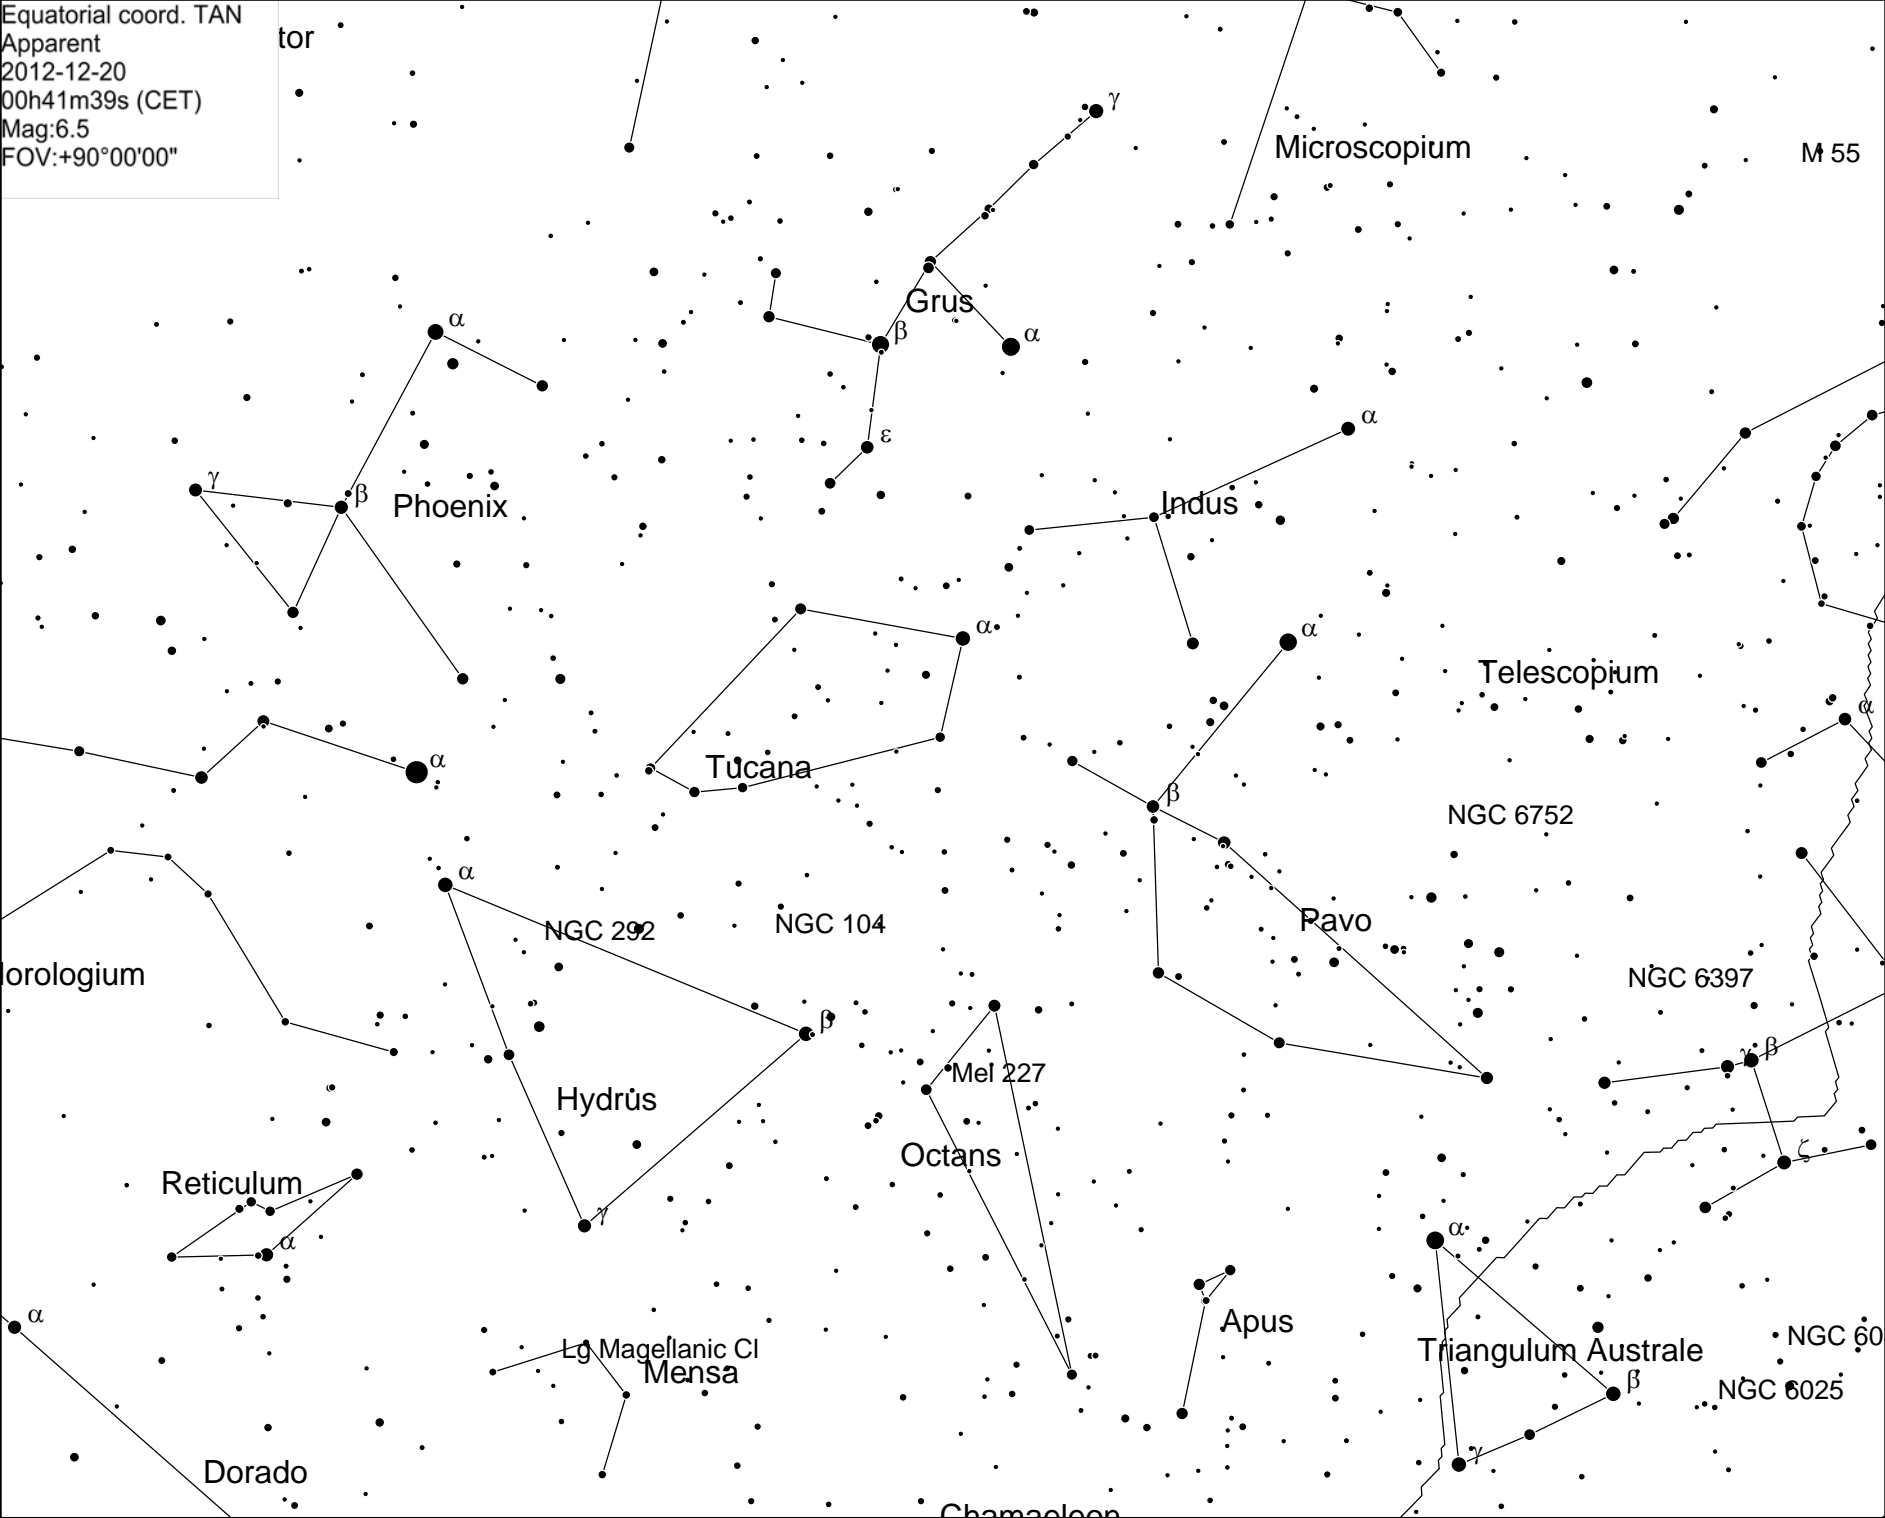 Equatorial coord. TAN
Apparent
2012-12-20
00h41m39s (CET)
Mag:6.5
FOV:+90°00'00"
tor
γ
Microscopium
M 55
Grus
α
β
α
α
ε
γ
β
Phoenix
Indus
α
α
Telescopium
α
α
Tucana
β
NGC 6752
α
NGC 292
NGC 104
Pavo
lorologium
NGC 6397
β
γ β
Mel 227
Hydrus
Octans
ζ
Reticulum
γ
α
α
α
Apus
Lg Magellanic Cl
Mensa
Triangulum Australe
NGC 60
β
NGC 6025
γ
Dorado
Chamaeleon